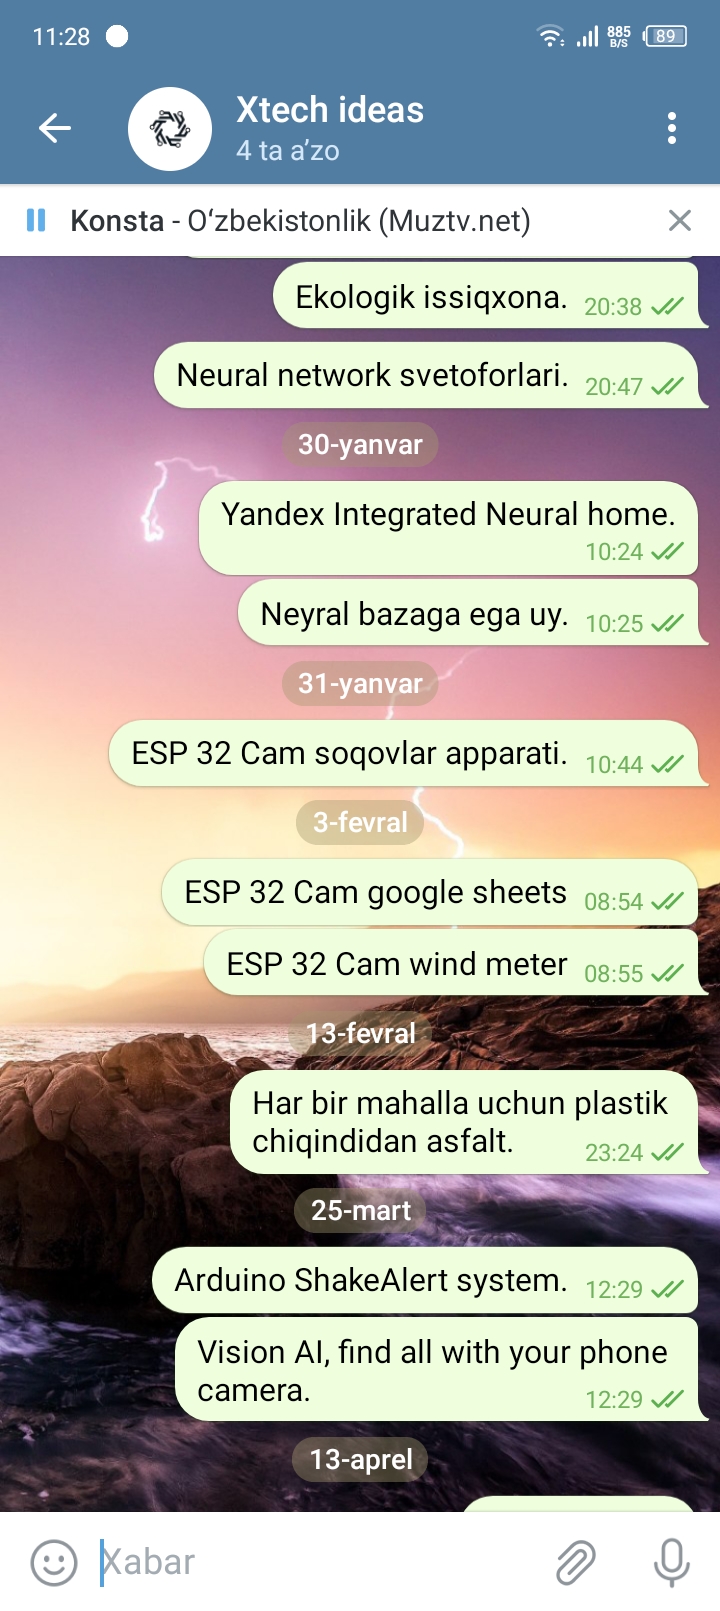 11:28
885
B/S
89
Xtech ideas
4 ta a’zo
Konsta - O‘zbekistonlik (Muztv.net)
Ekologik issiqxona. 20:38
Neural network svetoforlari. 20:47
30-yanvar
Yandex Integrated Neural home.
10:24
Neyral bazaga ega uy. 10:25
31-yanvar
ESP 32 Cam soqovlar apparati. 10:44
3-fevral
ESP 32 Cam google sheets 08:54
ESP 32 Cam wind meter 08:55
13-fevral
Har bir mahalla uchun plastik
chiqindidan asfalt. 23:24
25-mart
Arduino ShakeAlert system. 12:29
Vision AI, find all with your phone
camera. 12:29
13-aprel
Xabar